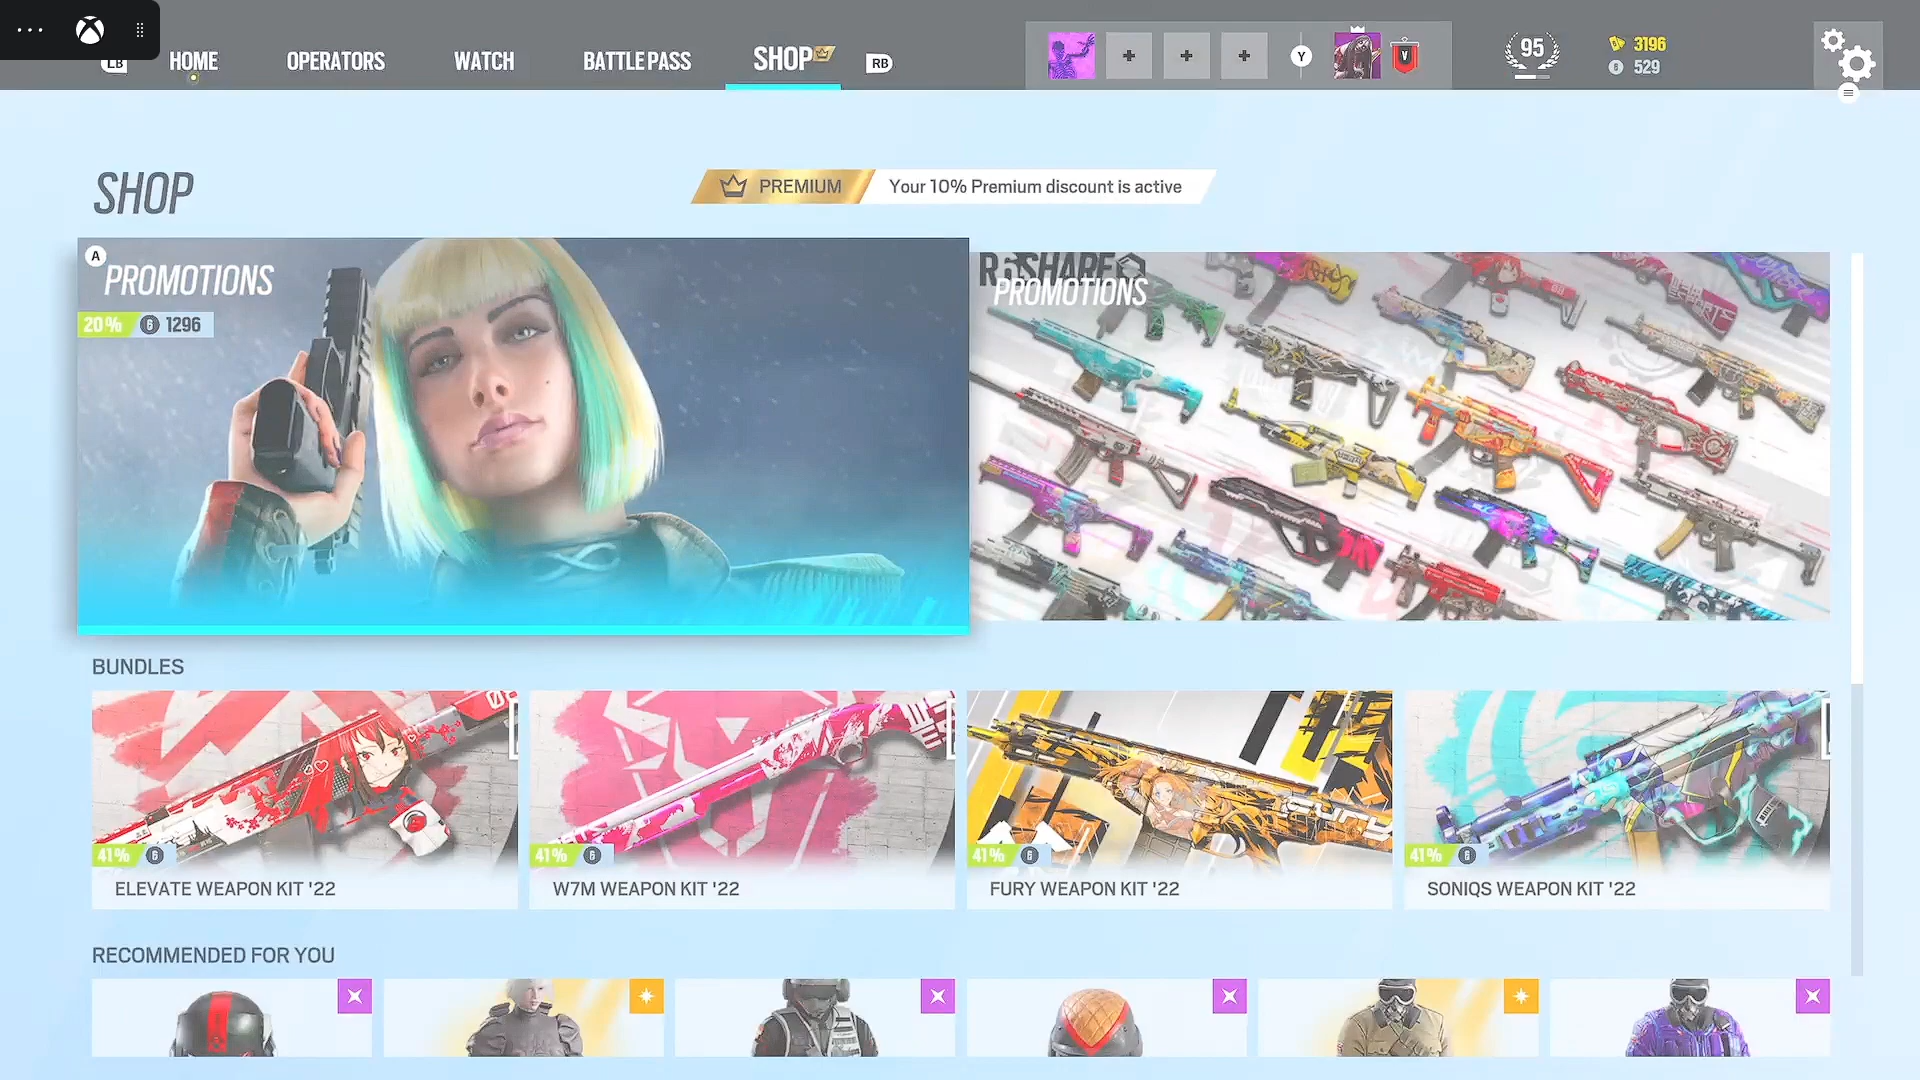 LB
HOME
OPERATORS
WATCH
BATTLE PASS
SHOP
RB
Y
V
95
3196
529
SHOP
PREMIUM
Your 10% Premium discount is active
A
PROMOTIONS
20%
1296
R6 SHARE
PROMOTIONS
BUNDLES
41%
ELEVATE WEAPON KIT '22
41%
W7M WEAPON KIT '22
41%
FURY WEAPON KIT '22
41%
SONIQS WEAPON KIT '22
RECOMMENDED FOR YOU